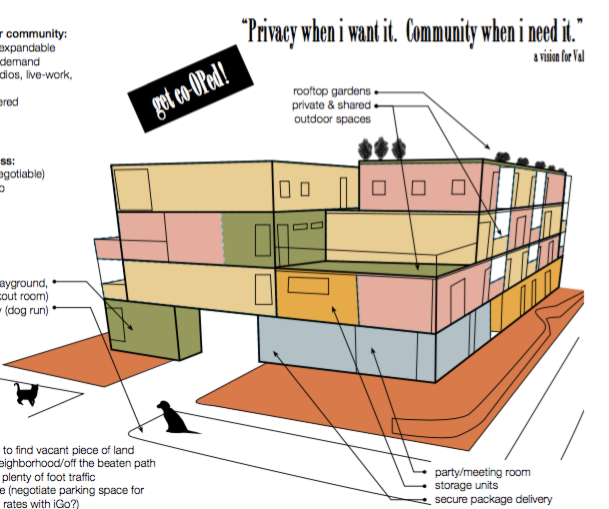 r community:
expandable
demand
dios, live-work,
ered
"Privacy when i want it. Community when i need it."
a vision for Val
get co-OPed!
rooftop gardens
private & shared
outdoor spaces
ss:
egotiable)
o
ayground,
out room)
(dog run)
to find vacant piece of land
eighborhood/off the beaten path
plenty of foot traffic
e (negotiate parking space for
rates with iGo?)
party/meeting room
storage units
secure package delivery